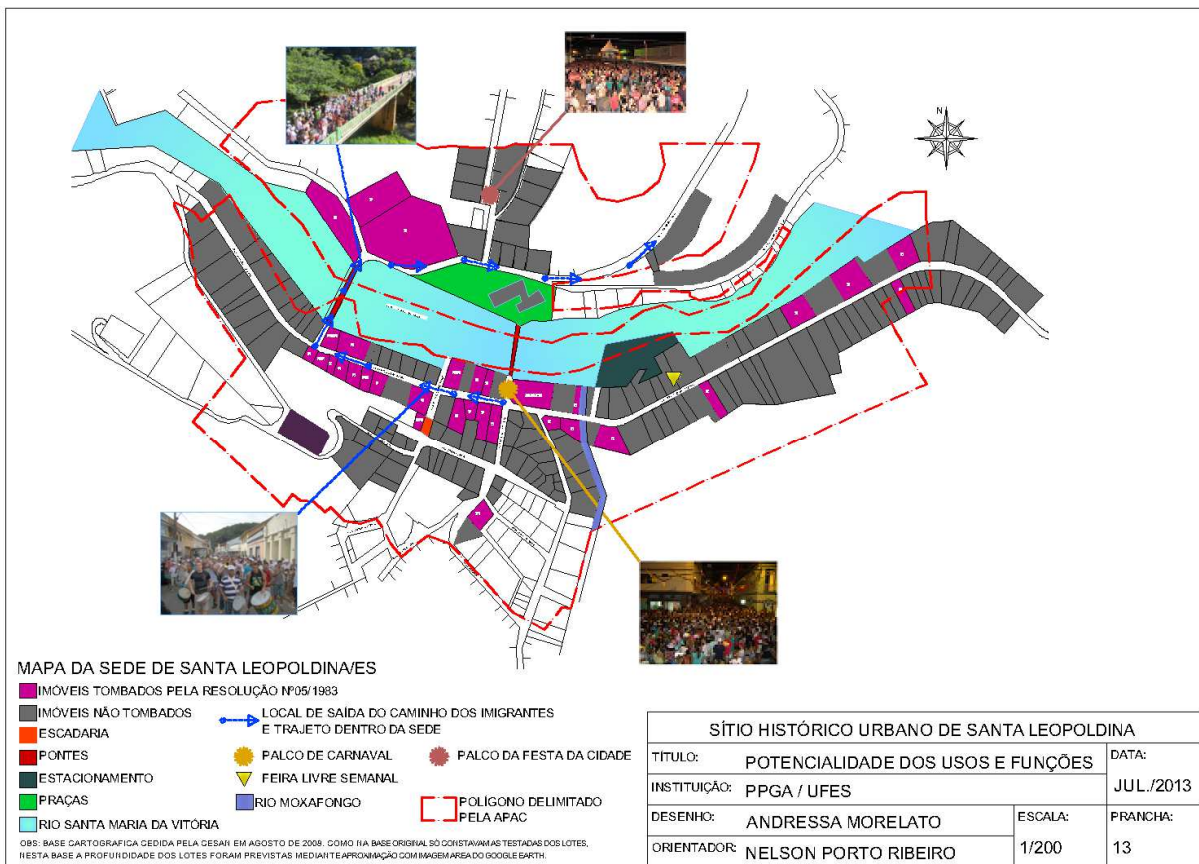 N
MAPA DA SEDE DE SANTA LEOPOLDINA/ES
IMÓVEIS TOMBADOS PELA RESOLUÇÃO Nº05/1983
IMÓVEIS NÃO TOMBADOS
ESCADARIA
PONTES
ESTACIONAMENTO
PRAÇAS
RIO SANTA MARIA DA VITÓRIA
LOCAL DE SAÍDA DO CAMINHO DOS IMIGRANTES
E TRAJETO DENTRO DA SEDE
PALCO DE CARNAVAL
FEIRA LIVRE SEMANAL
RIO MOXAFONGO
PALCO DA FESTA DA CIDADE
POLÍGONO DELIMITADO
PELA APAC
OBS: BASE CARTOGRAFICA CEDIDA PELA CESAN EM AGOSTO DE 2009. COMO NA BASE ORIGINAL SÓ CONSTAVAM AS TESTADAS DOS LOTES,
NESTA BASE A PROFUNDIDADE DOS LOTES FORAM PREVISTAS MEDIANTE APROXIMAÇÃO COM IMAGEM AREA DO GOOGLE EARTH.
SÍTIO HISTÓRICO URBANO DE SANTA LEOPOLDINA
TÍTULO: POTENCIALIDADE DOS USOS E FUNÇÕES
DATA:
JUL./2013
INSTITUIÇÃO: PPGA / UFES
DESENHO: ANDRESSA MORELATO
ESCALA:
1/200
PRANCHA:
13
ORIENTADOR: NELSON PORTO RIBEIRO